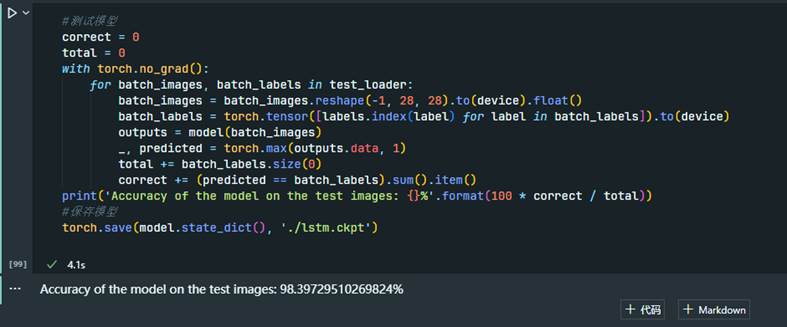 #测试模型
correct = 0
total = 0
with torch.no_grad():
    for batch_images, batch_labels in test_loader:
        batch_images = batch_images.reshape(-1, 28, 28).to(device).float()
        batch_labels = torch.tensor([labels.index(label) for label in batch_labels]).to(device)
        outputs = model(batch_images)
        _, predicted = torch.max(outputs.data, 1)
        total += batch_labels.size(0)
        correct += (predicted == batch_labels).sum().item()
print('Accuracy of the model on the test images: {}%'.format(100 * correct / total))
#保存模型
torch.save(model.state_dict(), './lstm.ckpt')
[99] ✓ 4.1s
... Accuracy of the model on the test images: 98.39729510269824%
+ 代码 + Markdown